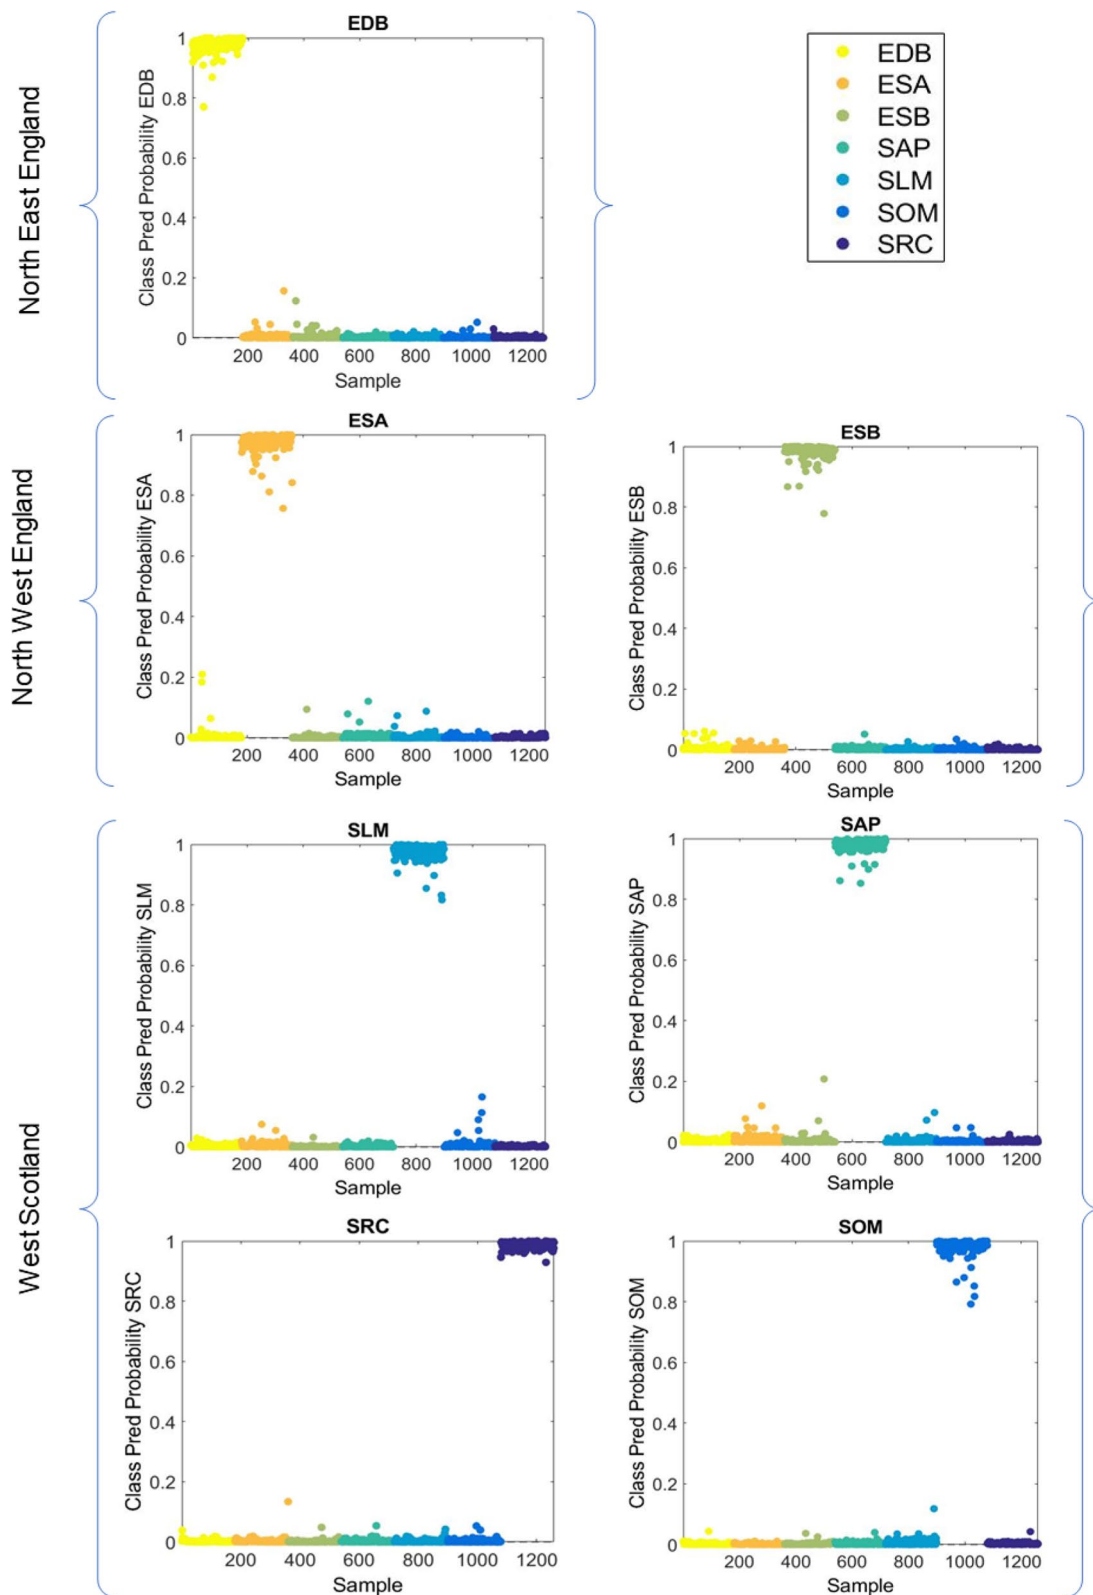 North East England
EDB
Class Pred Probability EDB
1
0.8
0.6
0.4
0.2
0
200 400 600 800 1000 1200
Sample
EDB
ESA
ESB
SAP
SLM
SOM
SRC
North West England
ESA
Class Pred Probability ESA
1
0.8
0.6
0.4
0.2
0
200 400 600 800 1000 1200
Sample
ESB
Class Pred Probability ESB
1
0.8
0.6
0.4
0.2
0
200 400 600 800 1000 1200
Sample
West Scotland
SLM
Class Pred Probability SLM
1
0.8
0.6
0.4
0.2
0
200 400 600 800 1000 1200
Sample
SAP
Class Pred Probability SAP
1
0.8
0.6
0.4
0.2
0
200 400 600 800 1000 1200
Sample
SRC
Class Pred Probability SRC
1
0.8
0.6
0.4
0.2
0
200 400 600 800 1000 1200
Sample
SOM
Class Pred Probability SOM
1
0.8
0.6
0.4
0.2
0
200 400 600 800 1000 1200
Sample